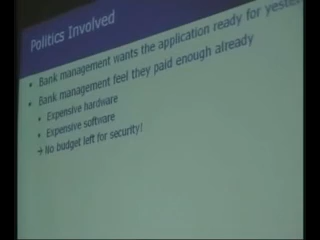 Politics Involved
• Bank management wants the application ready for yester
• Bank management feel they paid enough already
• Expensive hardware
• Expensive software
→ No budget left for security!